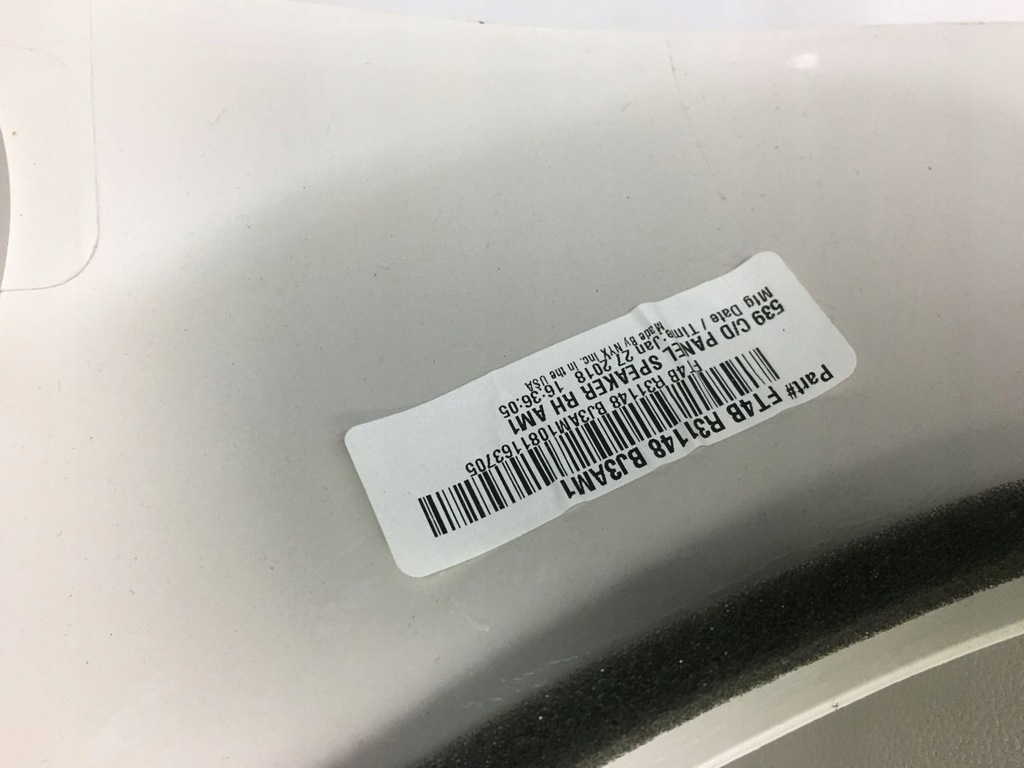 Part# FT4B R31148 BJ3AM1
FT4B R31148 BJ3AM1081163705
539 C/D PANEL SPEAKER RH AM1
Mfg Date / Time: Jan 27,2018 16:36:05
Made By NYX Inc. in the USA